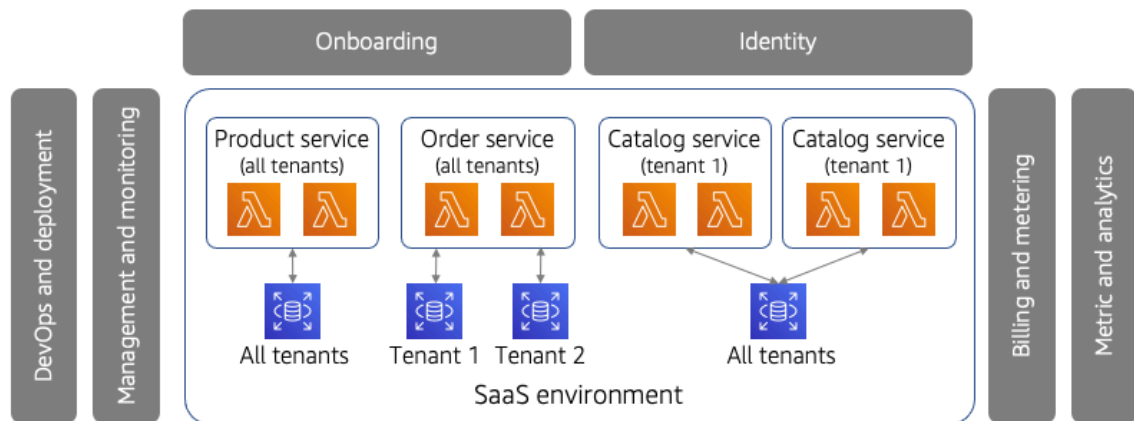 Onboarding
Identity
DevOps and deployment
Management and monitoring
Product service
(all tenants)
Order service
(all tenants)
Catalog service
(tenant 1)
Catalog service
(tenant 1)
All tenants
Tenant 1
Tenant 2
All tenants
SaaS environment
Billing and metering
Metric and analytics